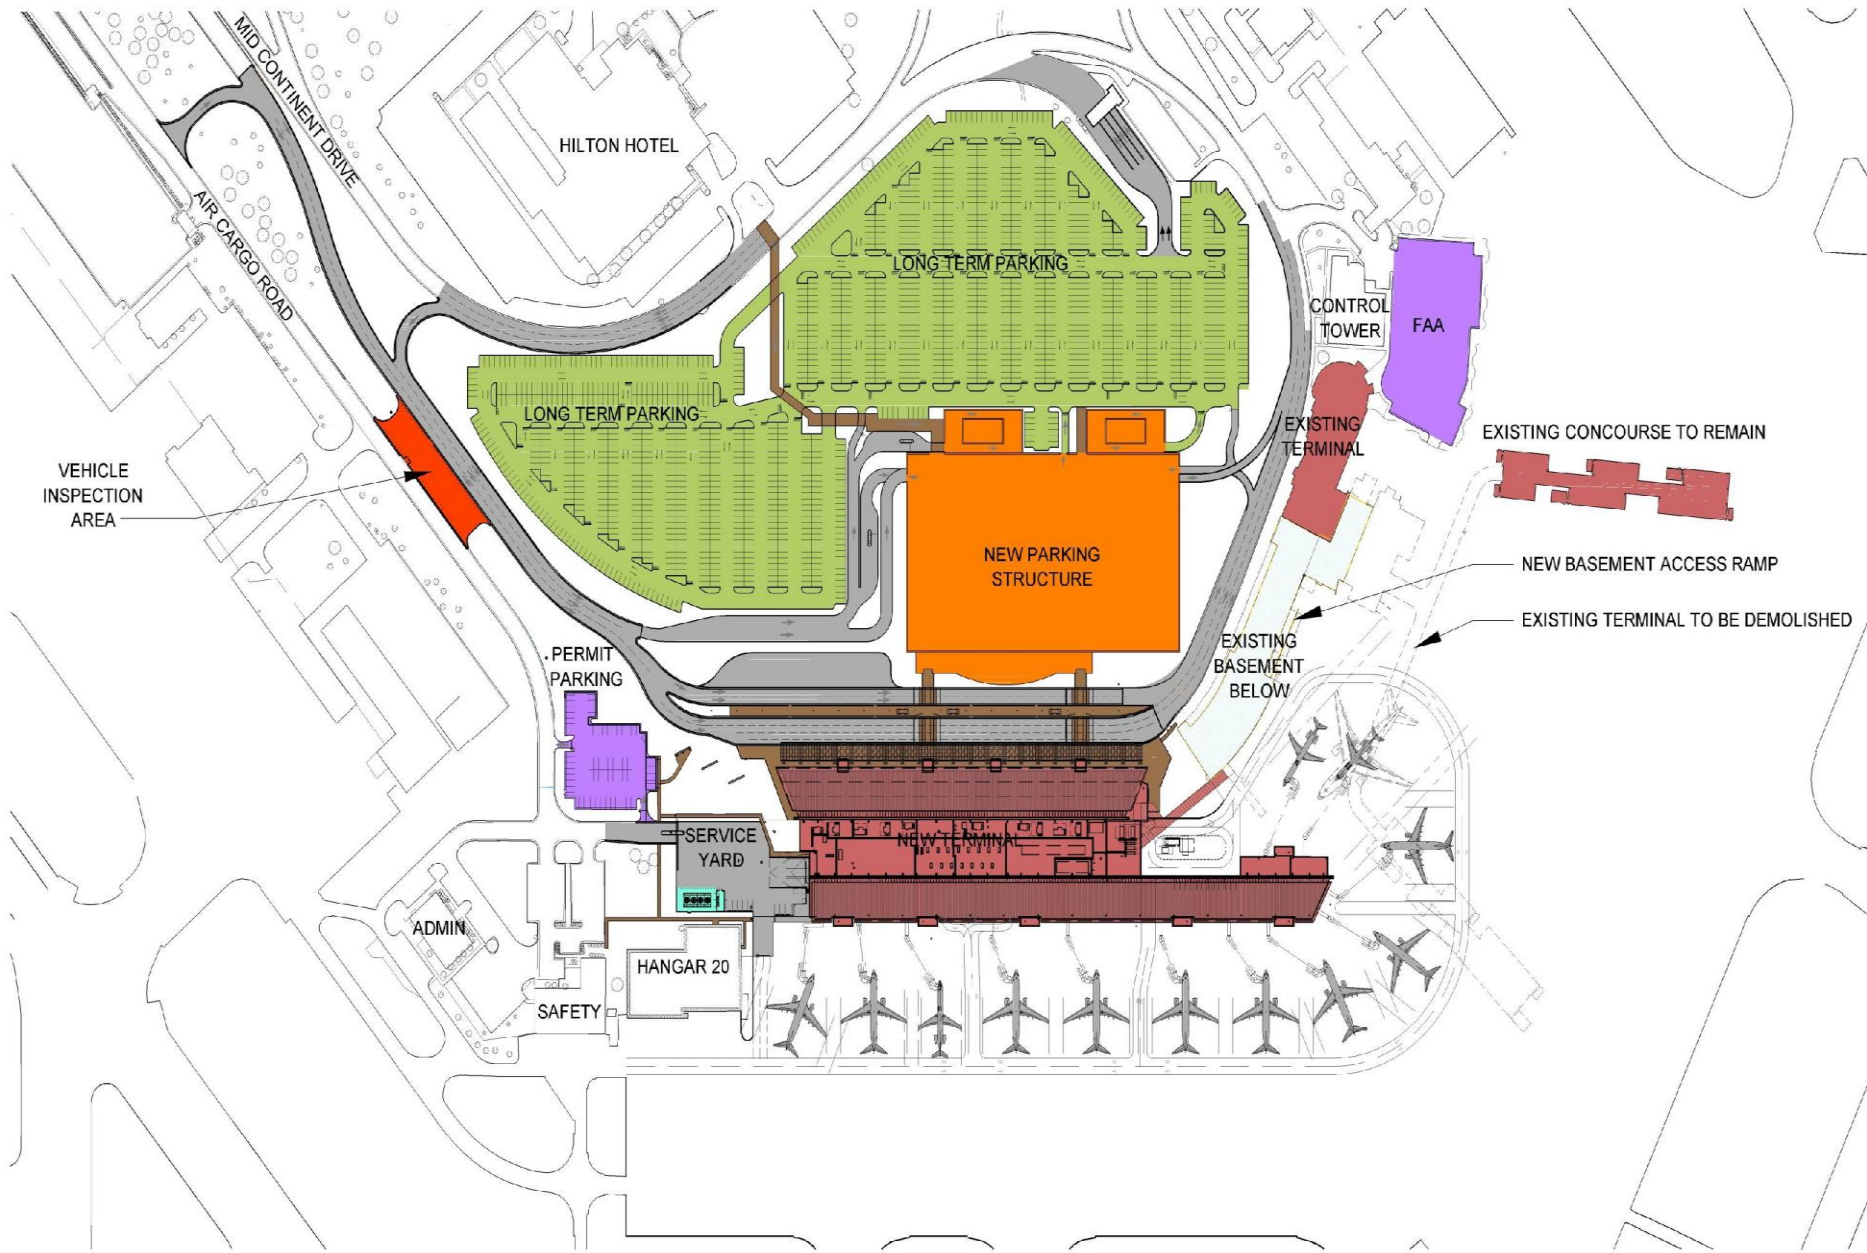 MID CONTINENT DRIVE
HILTON HOTEL
AIR CARGO ROAD
LONG TERM PARKING
CONTROL
TOWER
FAA
LONG TERM PARKING
EXISTING
TERMINAL
EXISTING CONCOURSE TO REMAIN
VEHICLE
INSPECTION
AREA
NEW PARKING
STRUCTURE
NEW BASEMENT ACCESS RAMP
EXISTING TERMINAL TO BE DEMOLISHED
EXISTING
BASEMENT
BELOW
PERMIT
PARKING
SERVICE
YARD
NEW TERMINAL
ADMIN
HANGAR 20
SAFETY